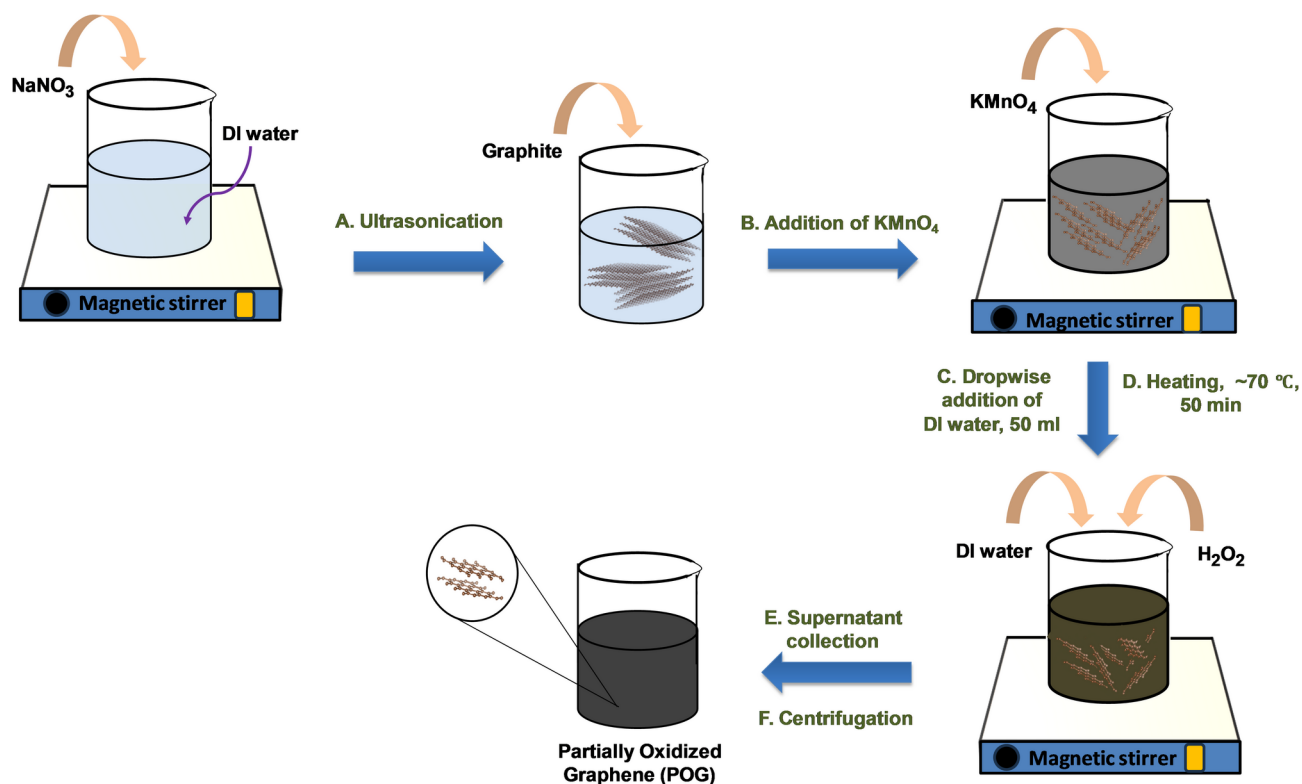 NaNO₃
DI water
Magnetic stirrer
A. Ultrasonication
Graphite
B. Addition of KMnO₄
KMnO₄
Magnetic stirrer
C. Dropwise
addition of
DI water, 50 ml
D. Heating, ~70 ℃,
50 min
DI water
H₂O₂
Magnetic stirrer
E. Supernatant
collection
F. Centrifugation
Partially Oxidized
Graphene (POG)